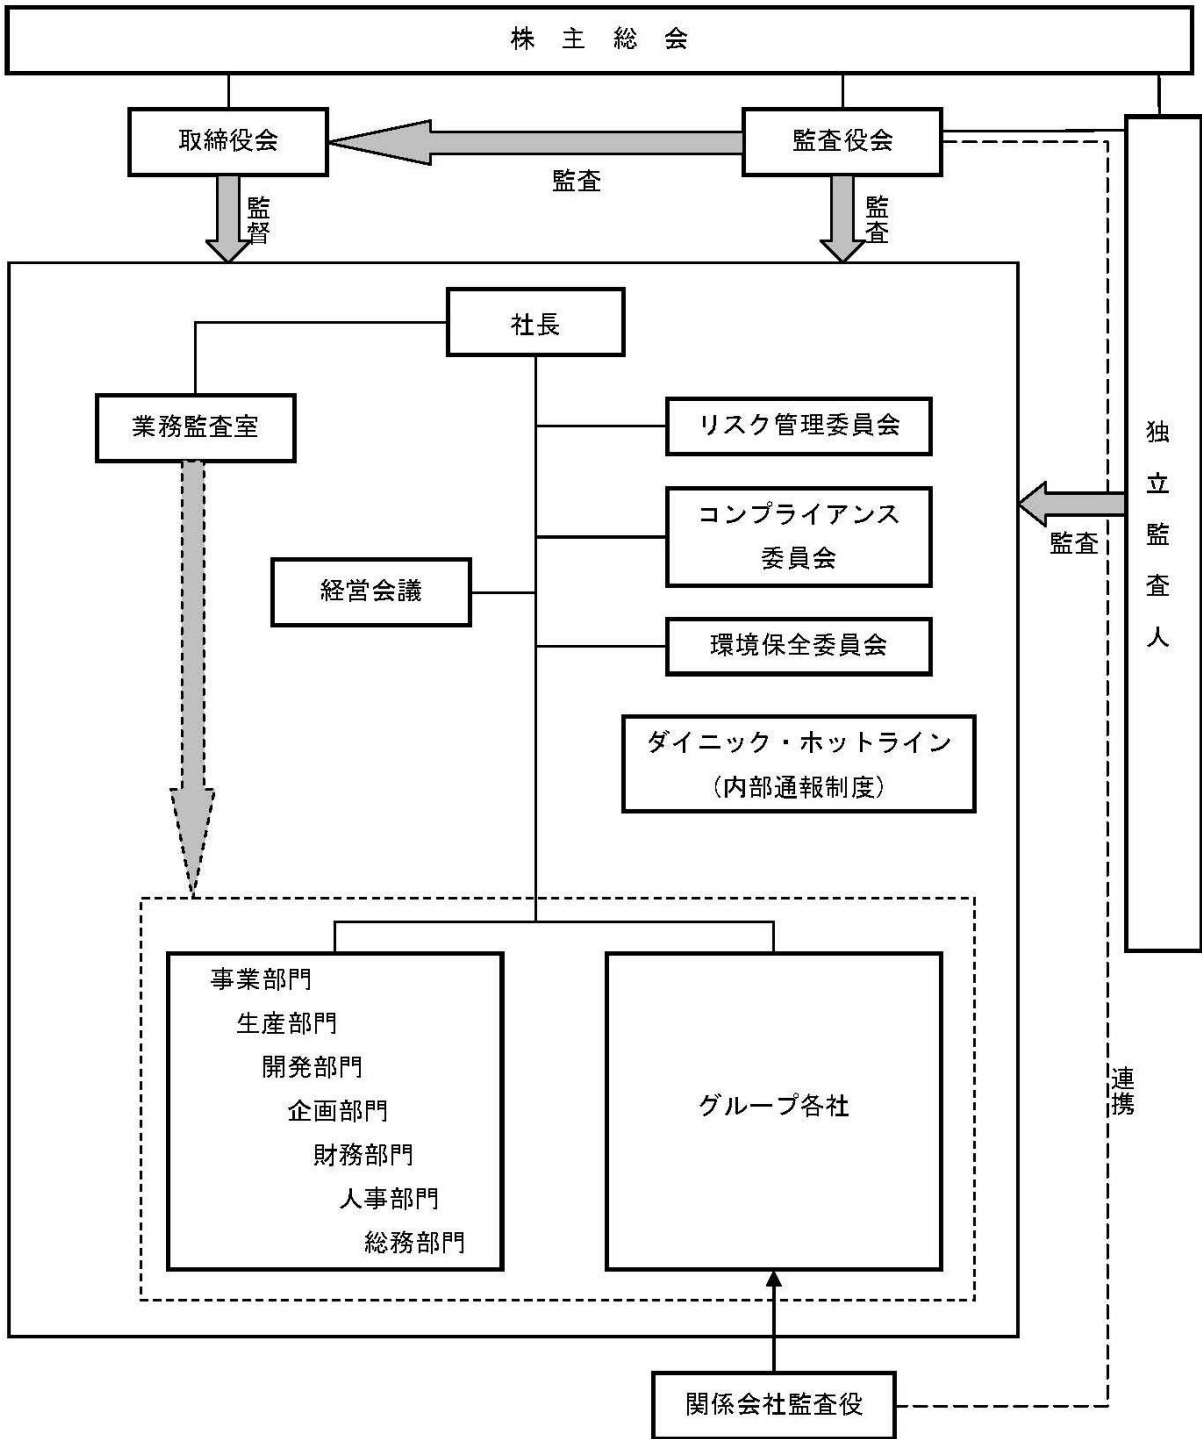 株主総会
取締役会
監査役会
監査
監督
監査
社長
業務監査室
リスク管理委員会
コンプライアンス
委員会
経営会議
環境保全委員会
ダイニック・ホットライン
(内部通報制度)
独立監査人
監査
事業部門
生産部門
開発部門
企画部門
財務部門
人事部門
総務部門
グループ各社
連携
関係会社監査役